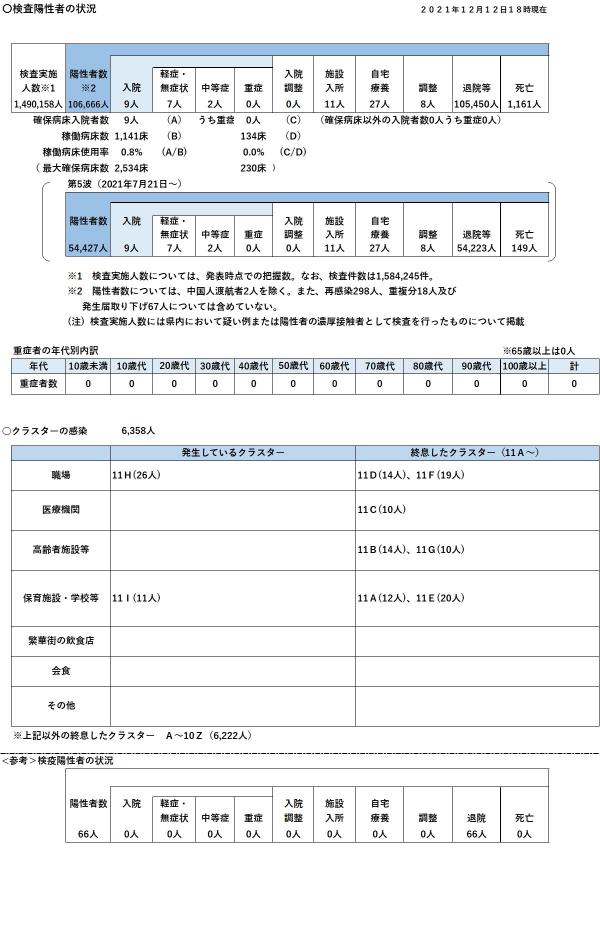 〇検査陽性者の状況 ２０２１年１２月１２日１８時現在
検査実施 陽性者数 軽症・ 入院 施設 自宅
人数※1 ※2 入院 無症状 中等症 重症 調整 入所 療養 調整 退院等 死亡
1,490,158人 106,666人 9人 7人 2人 0人 0人 11人 27人 8人 105,450人 1,161人
確保病床入院者数 9人 (A) うち重症 0人 (C) (確保病床以外の入院者数0人うち重症0人)
稼働病床数 1,141床 (B) 134床 (D)
稼働病床使用率 0.8% (A/B) 0.0% (C/D)
(最大確保病床数 2,534床 230床 )
第5波（2021年7月21日〜）
陽性者数 入院 軽症・ 入院 施設 自宅
無症状 中等症 重症 調整 入所 療養 調整 退院等 死亡
54,427人 9人 7人 2人 0人 0人 11人 27人 8人 54,223人 149人
※1 検査実施人数については、発表時点での把握数。なお、検査件数は1,584,245件。
※2 陽性者数については、中国人渡航者2人を除く。また、再感染298人、重複分18人及び
発生届取り下げ67人については含めていない。
(注) 検査実施人数には県内において疑い例または陽性者の濃厚接触者として検査を行ったものについて掲載
重症者の年代別内訳 ※65歳以上は0人
年代 10歳未満 10歳代 20歳代 30歳代 40歳代 50歳代 60歳代 70歳代 80歳代 90歳代 100歳以上 計
重症者数 0 0 0 0 0 0 0 0 0 0 0 0
〇クラスターの感染 6,358人
発生しているクラスター 終息したクラスター（11A〜）
職場 11H(26人) 11D(14人)、11F(19人)
医療機関 11C(10人)
高齢者施設等 11B(14人)、11G(10人)
保育施設・学校等 11I(11人) 11A(12人)、11E(20人)
繁華街の飲食店
会食
その他
※上記以外の終息したクラスター A〜10Z（6,222人）
<参考>検疫陽性者の状況
陽性者数 入院 軽症・ 入院 施設 自宅
無症状 中等症 重症 調整 入所 療養 調整 退院 死亡
66人 0人 0人 0人 0人 0人 0人 0人 0人 66人 0人